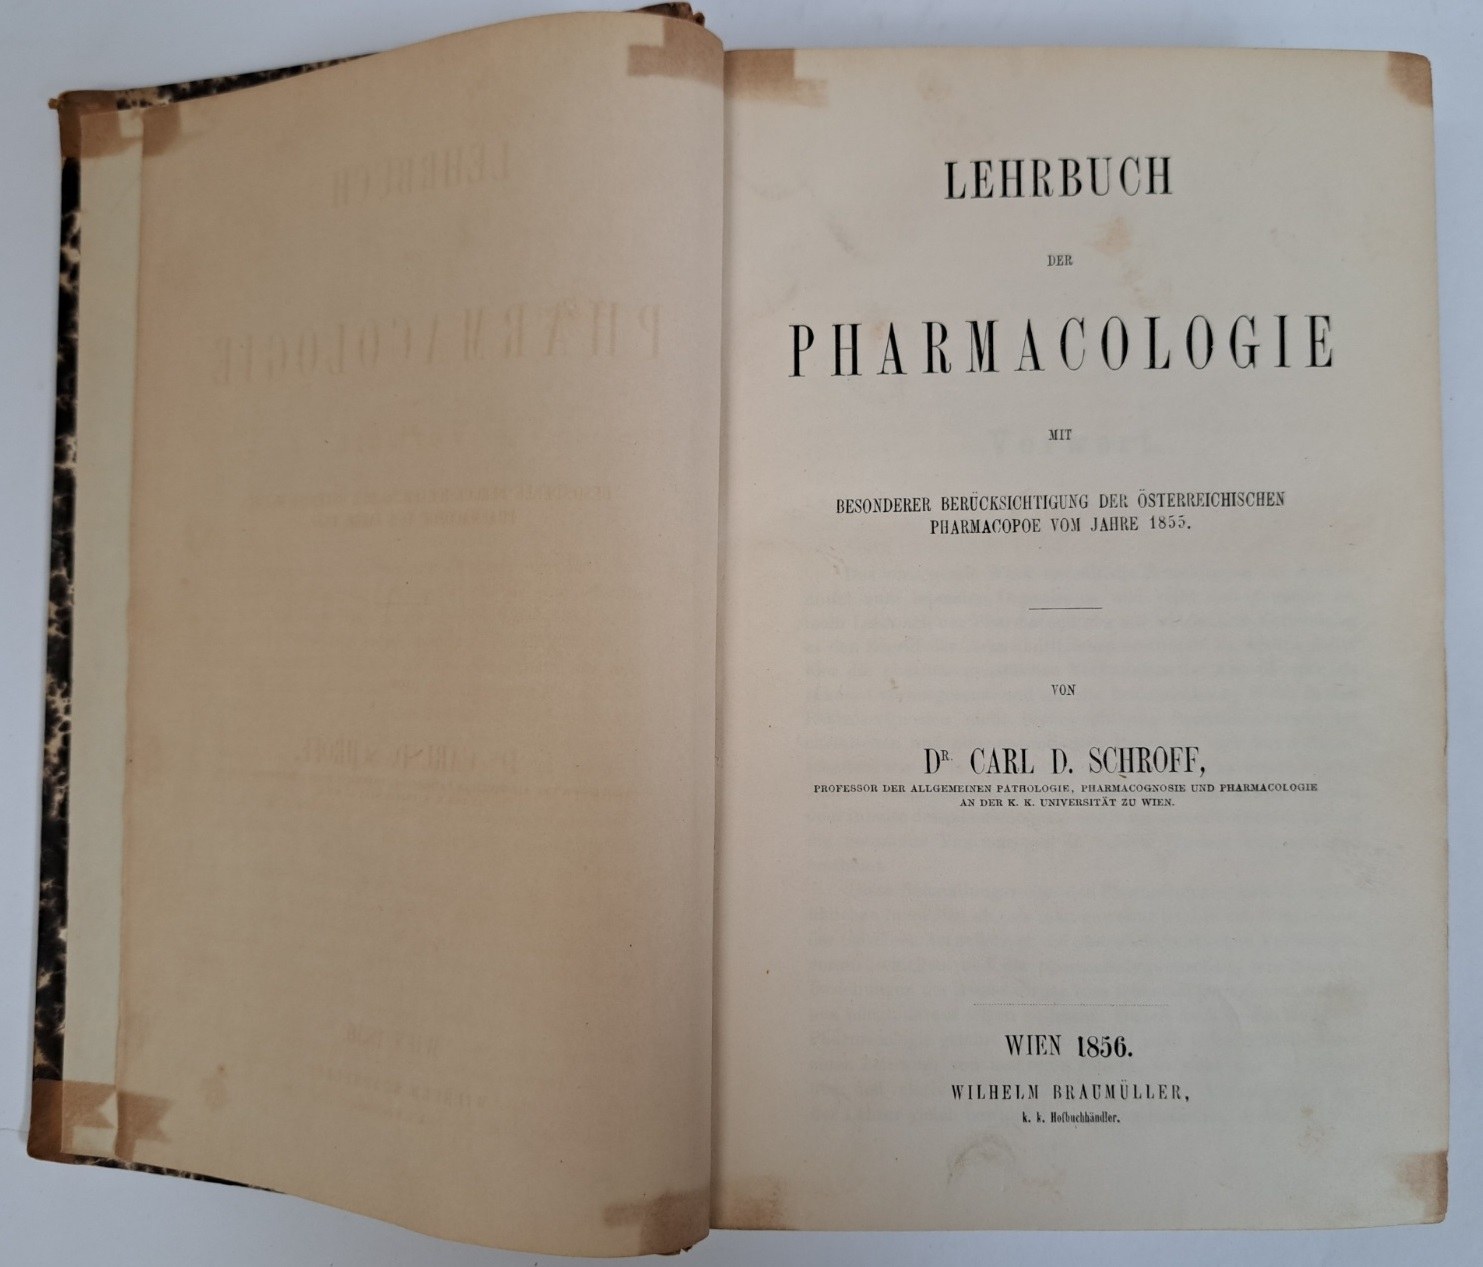 LEHRBUCH
DER
PHARMACOLOGIE
MIT
BESONDERER BERÜCKSICHTIGUNG DER ÖSTERREICHISCHEN
PHARMACOPOE VOM JAHRE 1855.
VON
DR. CARL D. SCHROFF,
PROFESSOR DER ALLGEMEINEN PATHOLOGIE, PHARMACOGNOSIE UND PHARMACOLOGIE
AN DER K. K. UNIVERSITÄT ZU WIEN.
WIEN 1856.
WILHELM BRAUMÜLLER,
k. k. Hofbuchhändler.